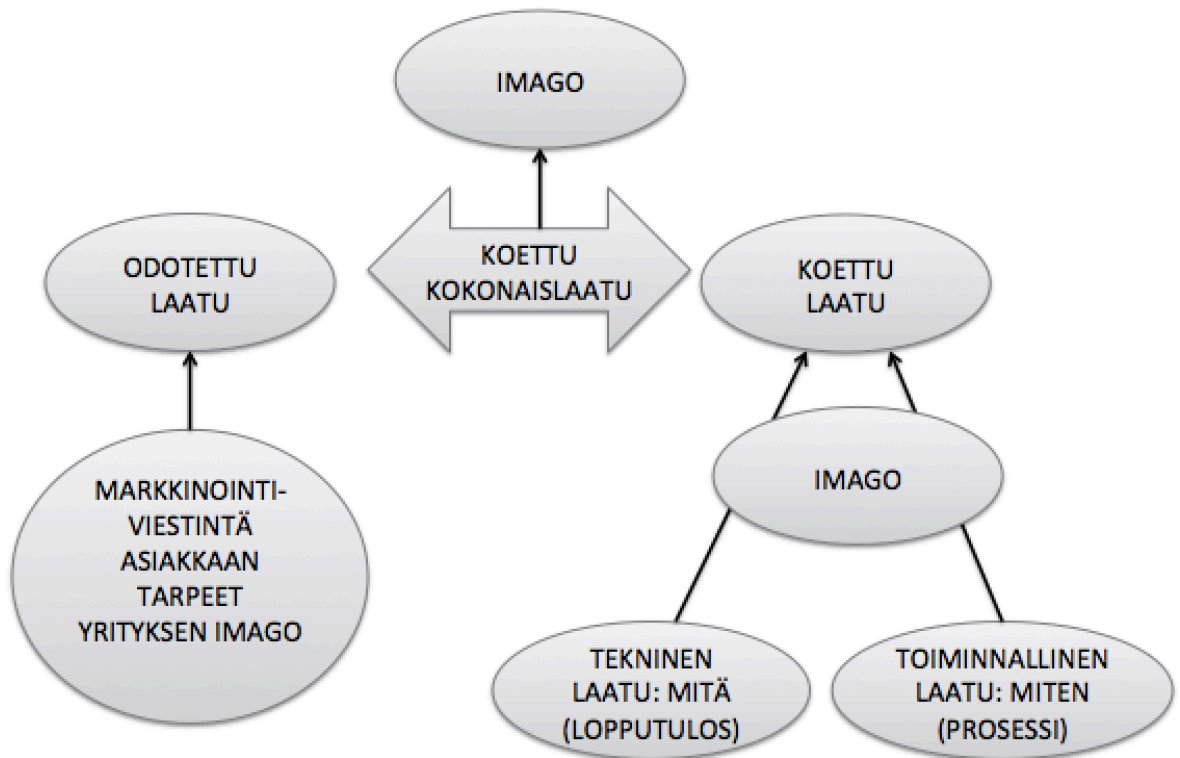 IMAGO
ODOTETTU
LAATU
KOETTU
KOKONAISLAATU
KOETTU
LAATU
MARKKINOINTI-
VIESTINTÄ
ASIAKKAAN
TARPEET
YRITYKSEN IMAGO
IMAGO
TEKNINEN
LAATU: MITÄ
(LOPPUTULOS)
TOIMINNALLINEN
LAATU: MITEN
(PROSESSI)